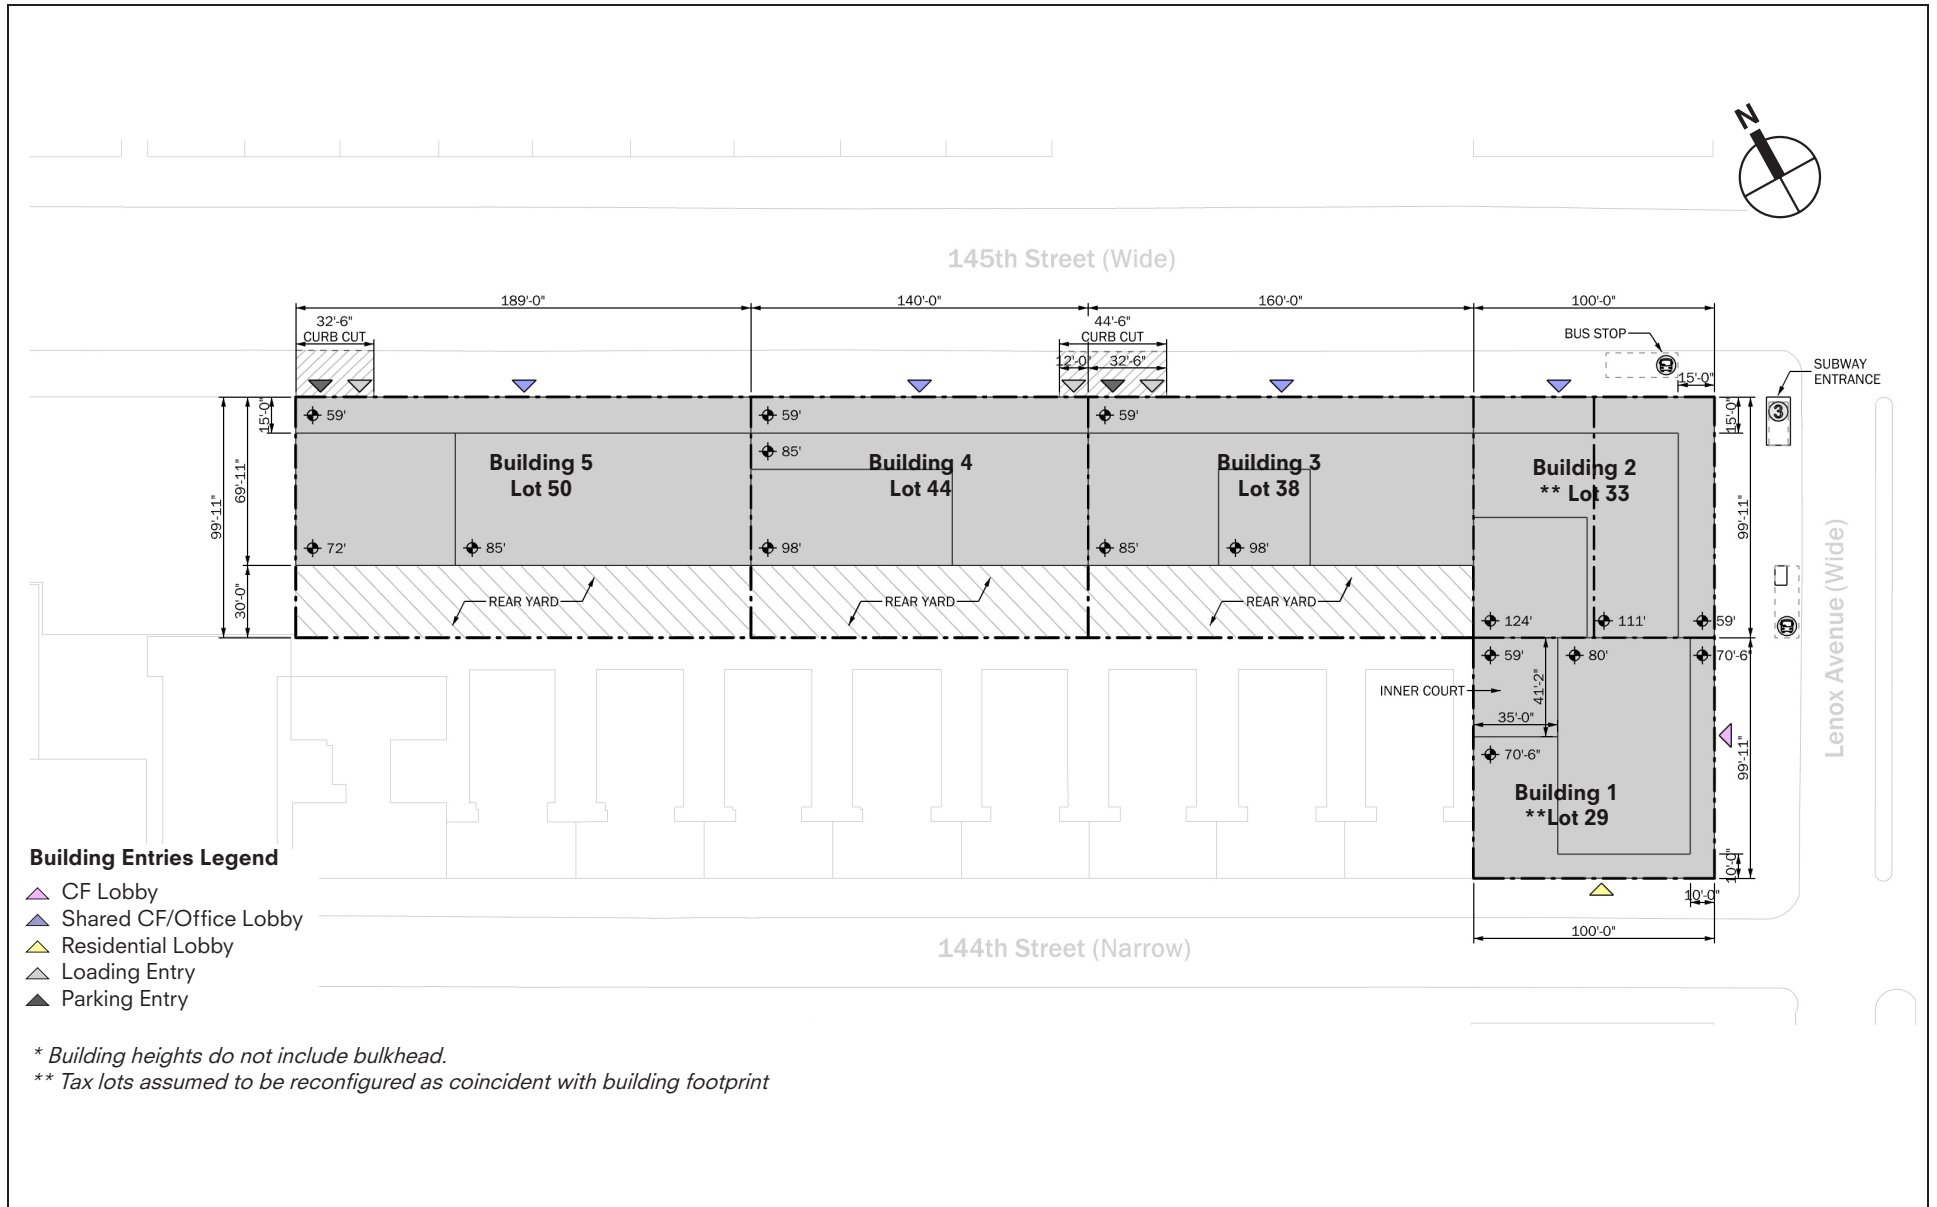 N
145th Street (Wide)
189'-0"
140'-0"
160'-0"
100'-0"
32'-6"
CURB CUT
44'-6"
CURB CUT
12'-0"
32'-6"
BUS STOP
15'-0"
SUBWAY
ENTRANCE
3
15'-0"
59'
59'
59'
15'-0"
85'
Building 5
Lot 50
Building 4
Lot 44
Building 3
Lot 38
Building 2
** Lot 33
99'-11"
69'-11"
99'-11"
72'
85'
98'
85'
98'
30'-0"
REAR YARD
REAR YARD
REAR YARD
124'
111'
59'
59'
80'
70'-6"
INNER COURT
41'-2"
35'-0"
70'-6"
99'-11"
Lenox Avenue (Wide)
Building 1
**Lot 29
10'-0"
10'-0"
100'-0"
144th Street (Narrow)
Building Entries Legend
CF Lobby
Shared CF/Office Lobby
Residential Lobby
Loading Entry
Parking Entry
* Building heights do not include bulkhead.
** Tax lots assumed to be reconfigured as coincident with building footprint